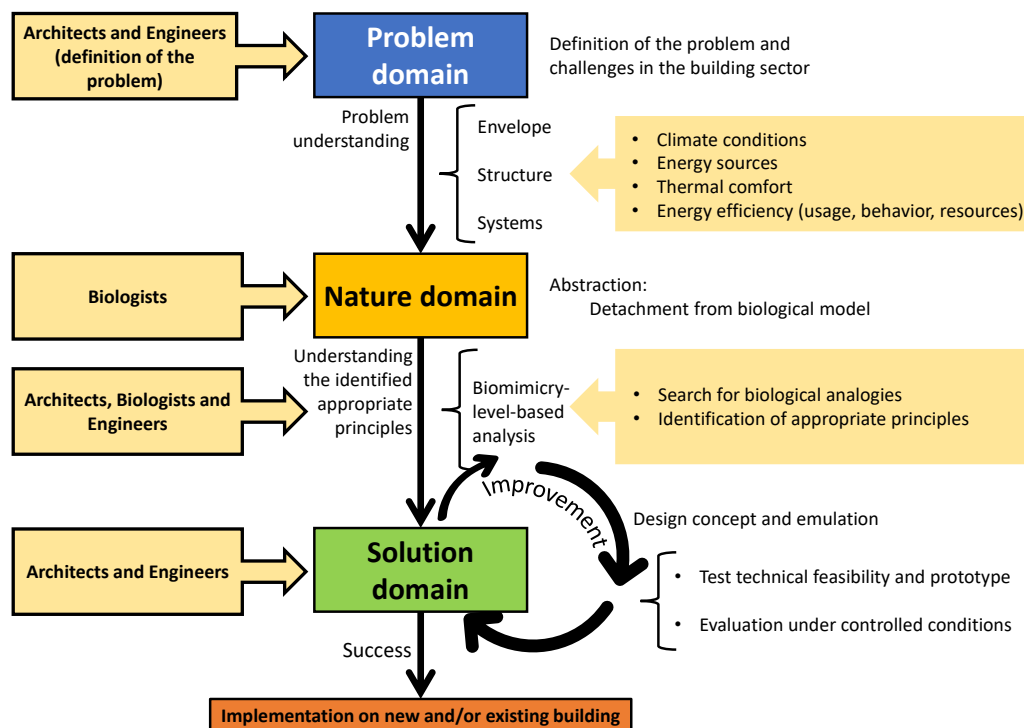 Architects and Engineers
(definition of the
problem)
Problem
domain
Definition of the problem and
challenges in the building sector
Problem
understanding
Envelope
Structure
Systems
• Climate conditions
• Energy sources
• Thermal comfort
• Energy efficiency (usage, behavior, resources)
Biologists
Nature domain
Abstraction:
Detachment from biological model
Understanding
the identified
appropriate
principles
Architects, Biologists and
Engineers
Biomimicry-
level-based
analysis
• Search for biological analogies
• Identification of appropriate principles
Improvement
Design concept and emulation
Architects and Engineers
Solution
domain
• Test technical feasibility and prototype
• Evaluation under controlled conditions
Success
Implementation on new and/or existing building